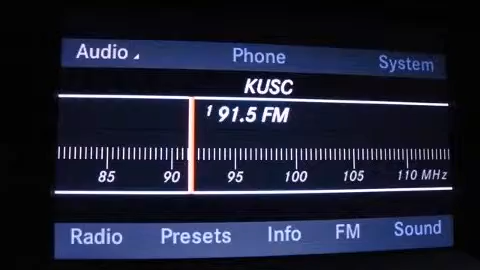 Audio Phone System
KUSC
1 91.5 FM
85 90 95 100 105 110 MHz
Radio Presets Info FM Sound